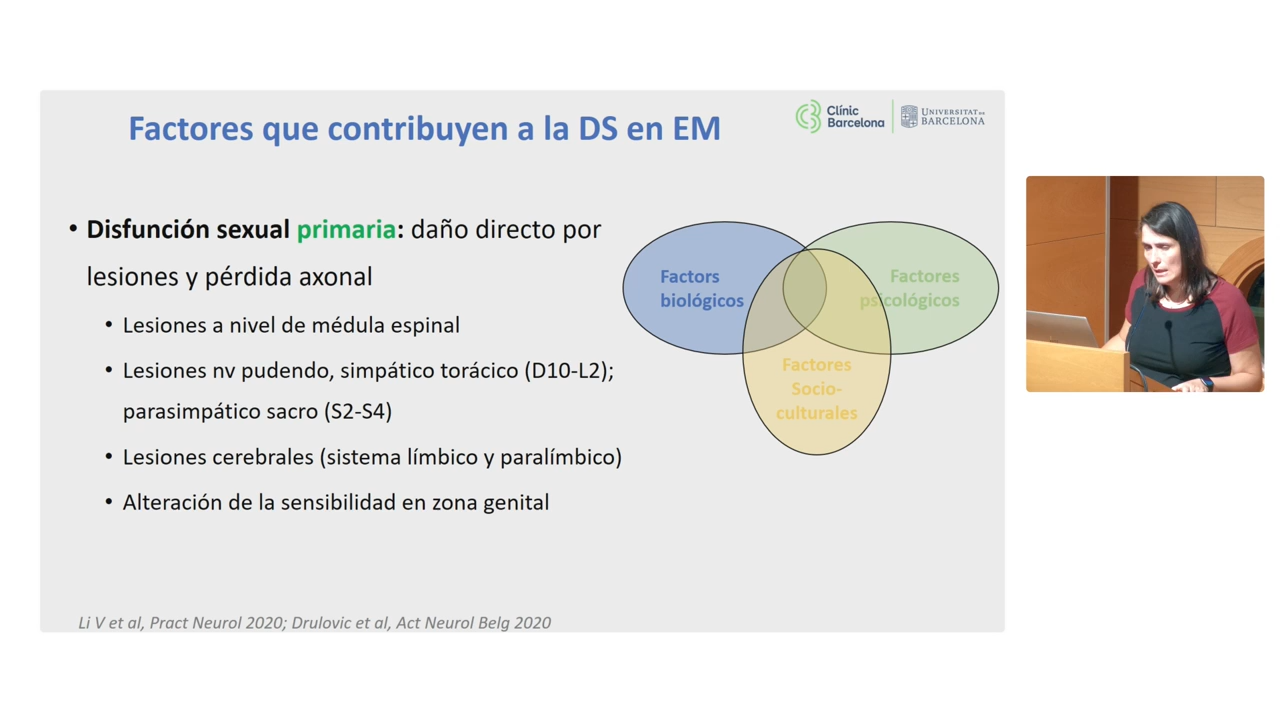 Factores que contribuyen a la DS en EM
Clínic
Barcelona
UNIVERSITAT DE
BARCELONA
• Disfunción sexual primaria: daño directo por
lesiones y pérdida axonal
• Lesiones a nivel de médula espinal
• Lesiones nv pudendo, simpático torácico (D10-L2);
parasimpático sacro (S2-S4)
• Lesiones cerebrales (sistema límbico y paralímbico)
• Alteración de la sensibilidad en zona genital
Factors
biológicos
Factores
psicológicos
Factores
Socio-
culturales
Li V et al, Pract Neurol 2020; Drulovic et al, Act Neurol Belg 2020